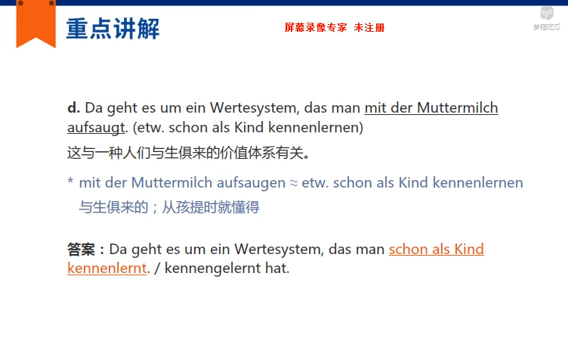 重点讲解
屏幕录像专家 未注册
d. Da geht es um ein Wertesystem, das man mit der Muttermilch
aufsaugt. (etw. schon als Kind kennenlernen)
这与一种人们与生俱来的价值体系有关。
* mit der Muttermilch aufsaugen ≈ etw. schon als Kind kennenlernen
与生俱来的；从孩提时就懂得
答案：Da geht es um ein Wertesystem, das man schon als Kind
kennenlernt. / kennengelernt hat.